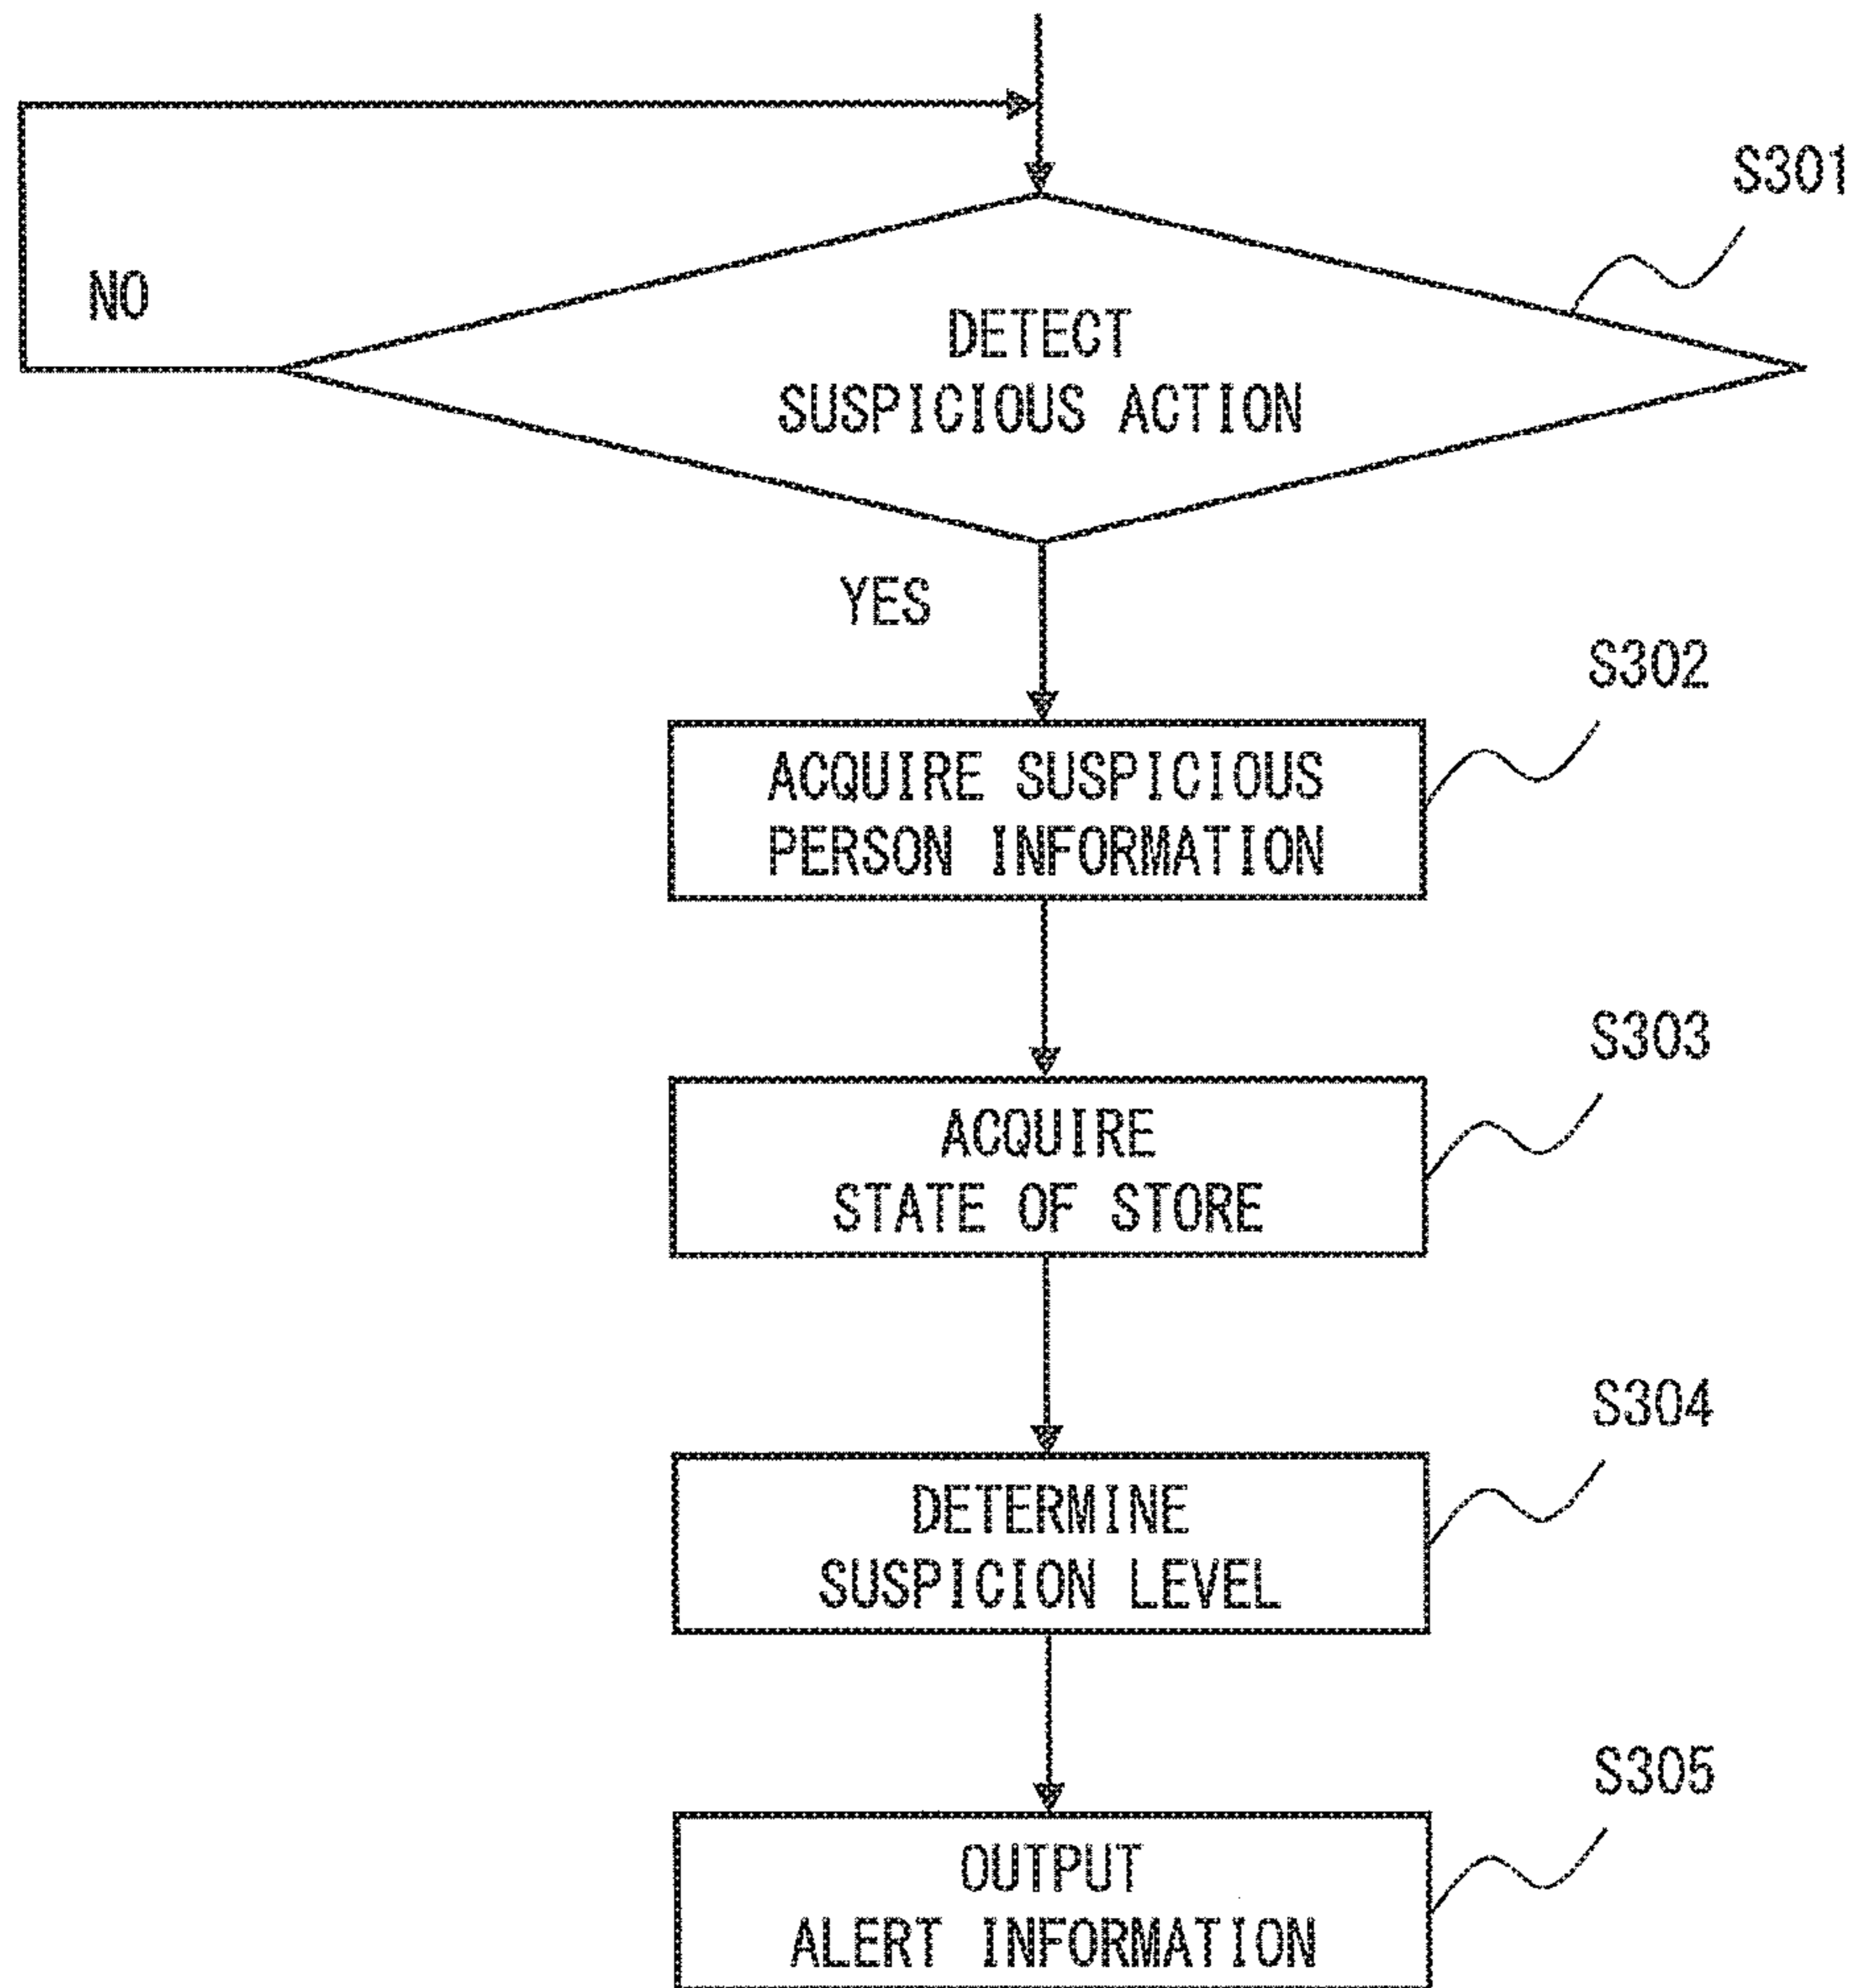 S301
NO
DETECT
SUSPICIOUS ACTION
YES
S302
ACQUIRE SUSPICIOUS
PERSON INFORMATION
S303
ACQUIRE
STATE OF STORE
S304
DETERMINE
SUSPICION LEVEL
S305
OUTPUT
ALERT INFORMATION